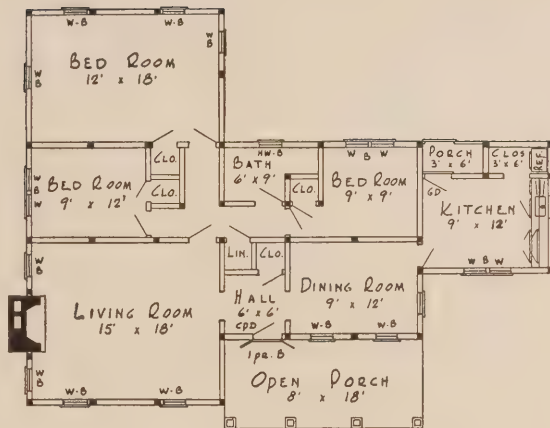 W-B
W-B
W
B
BED ROOM
12' x 18'
W
B
CLO.
CLO.
BED ROOM
9' x 12'
W
B
W
HW-B
BATH
6' x 9'
CLO.
W B W
BED ROOM
9' x 9'
PORCH
3' x 6'
CLOS
3' x 6'
REF.
GD
KITCHEN
9' x 12'
W B W
LIN.
CLO.
W
B
LIVING ROOM
15' x 18'
HALL
6' x 6'
CPD
DINING ROOM
9' x 12'
W
B
W-B
W-B
1 pr. B
W
B
W-B
W-B
OPEN PORCH
8' x 18'